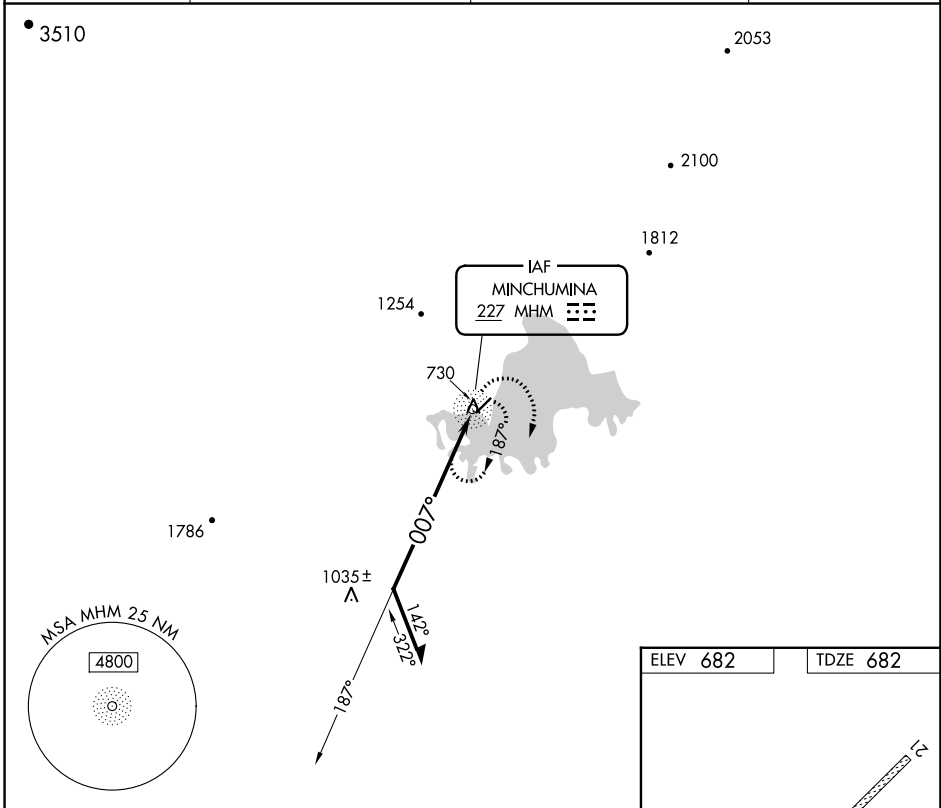 3510
2053
2100
1812
IAF
MINCHUMINA
227 MHM
1254
730
187°
007°
1786
1035±
142°
322°
MSA MHM 25 NM
4800
187°
ELEV 682
TDZE 682
21